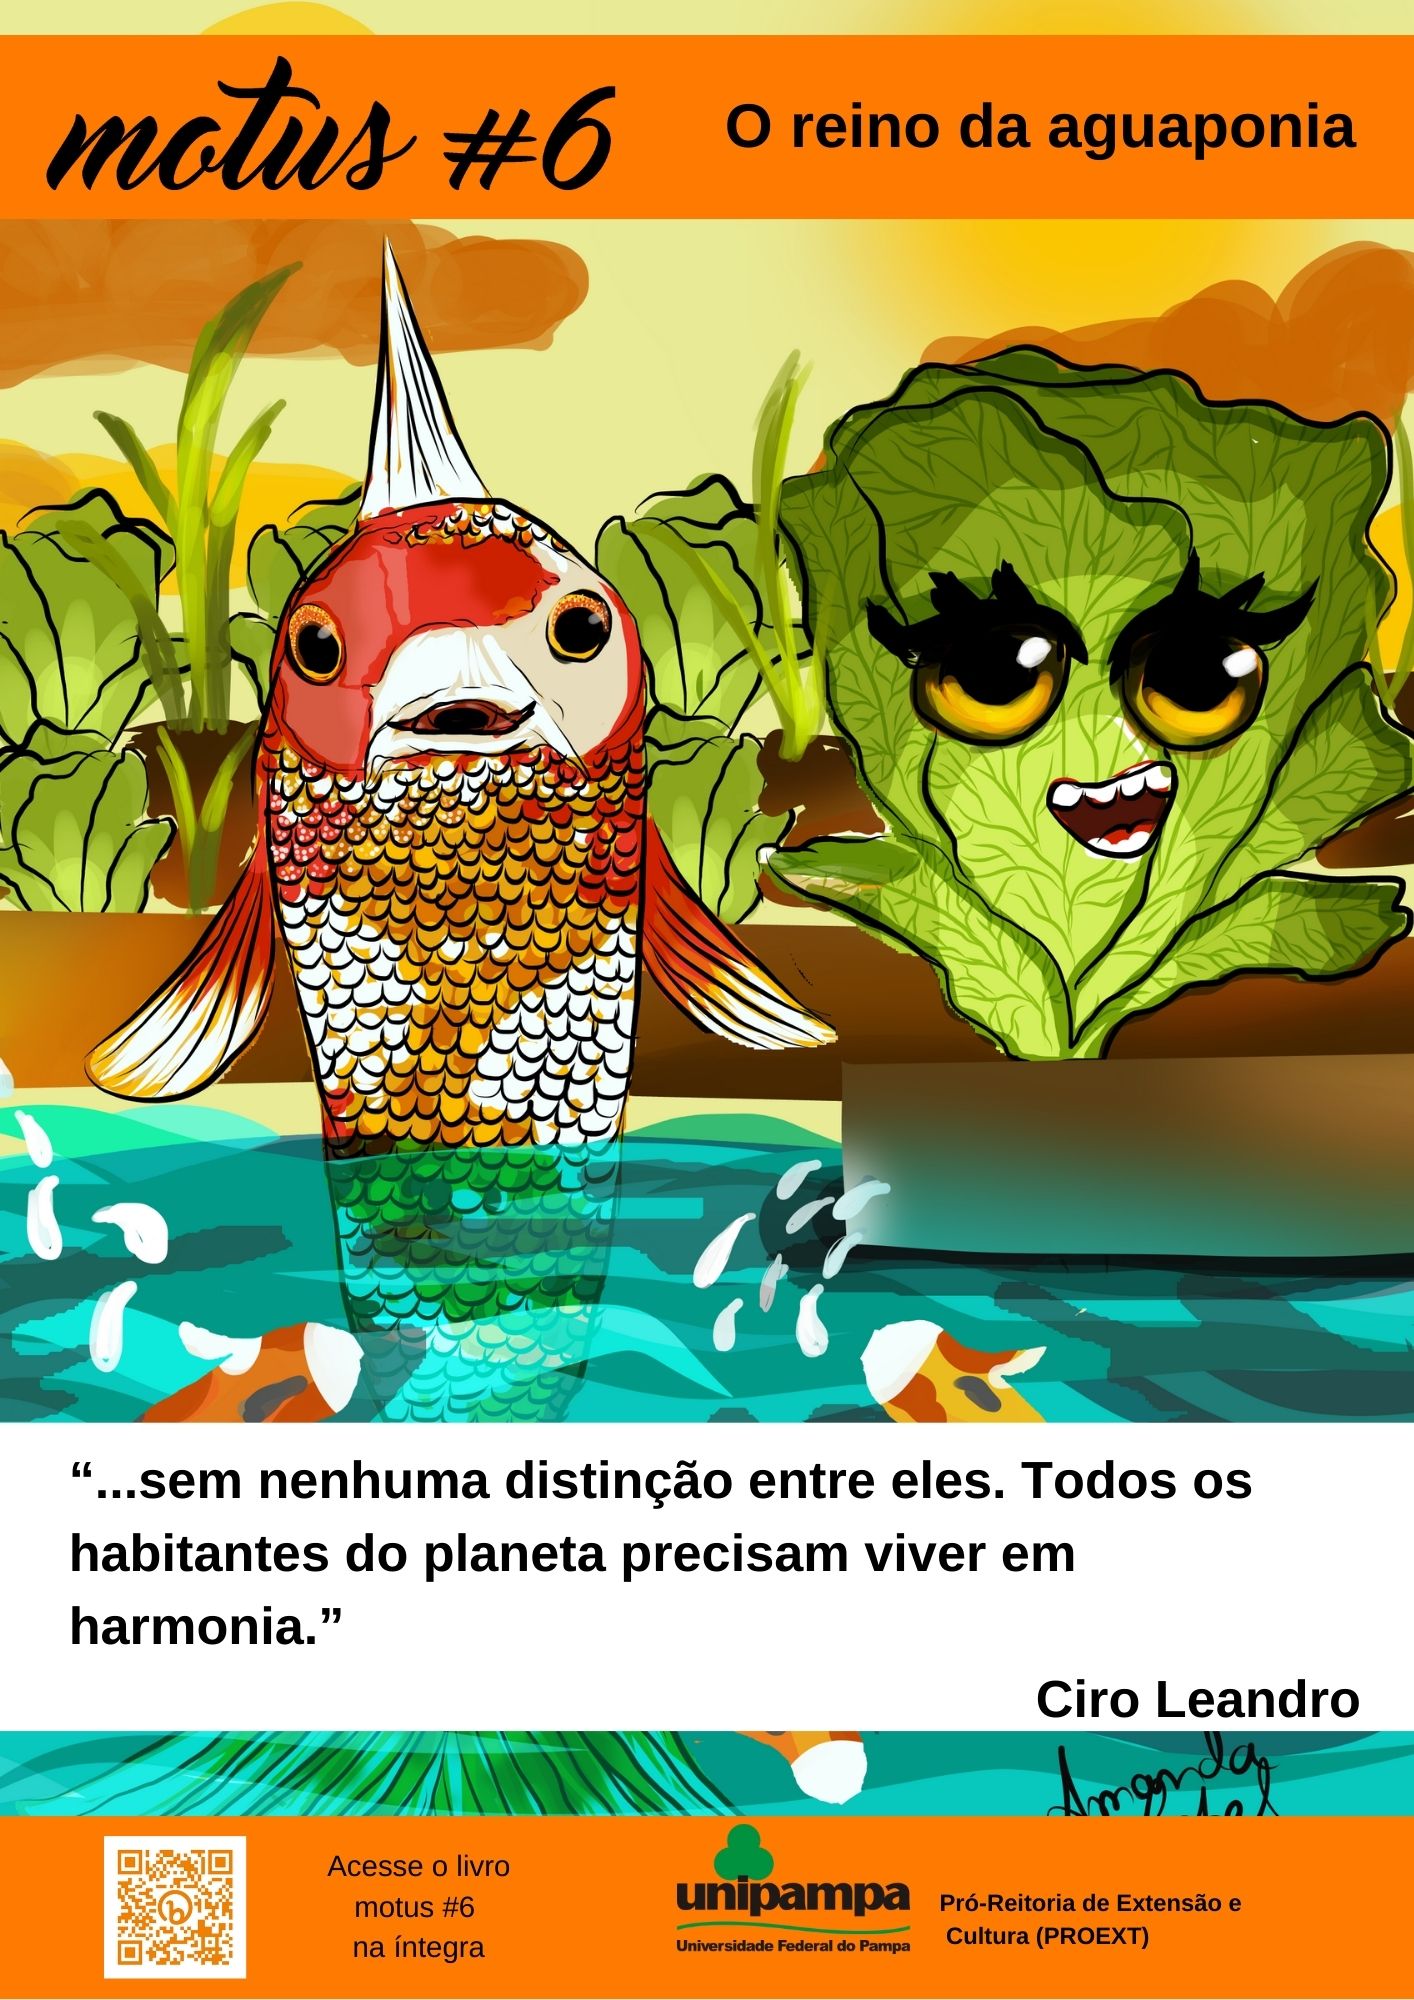 motus #6
O reino da aguaponia
“...sem nenhuma distinção entre eles. Todos os
habitantes do planeta precisam viver em
harmonia.”
Ciro Leandro
Amanda
Acesse o livro
motus #6
na íntegra
unipampa
Universidade Federal do Pampa
Pró-Reitoria de Extensão e
Cultura (PROEXT)